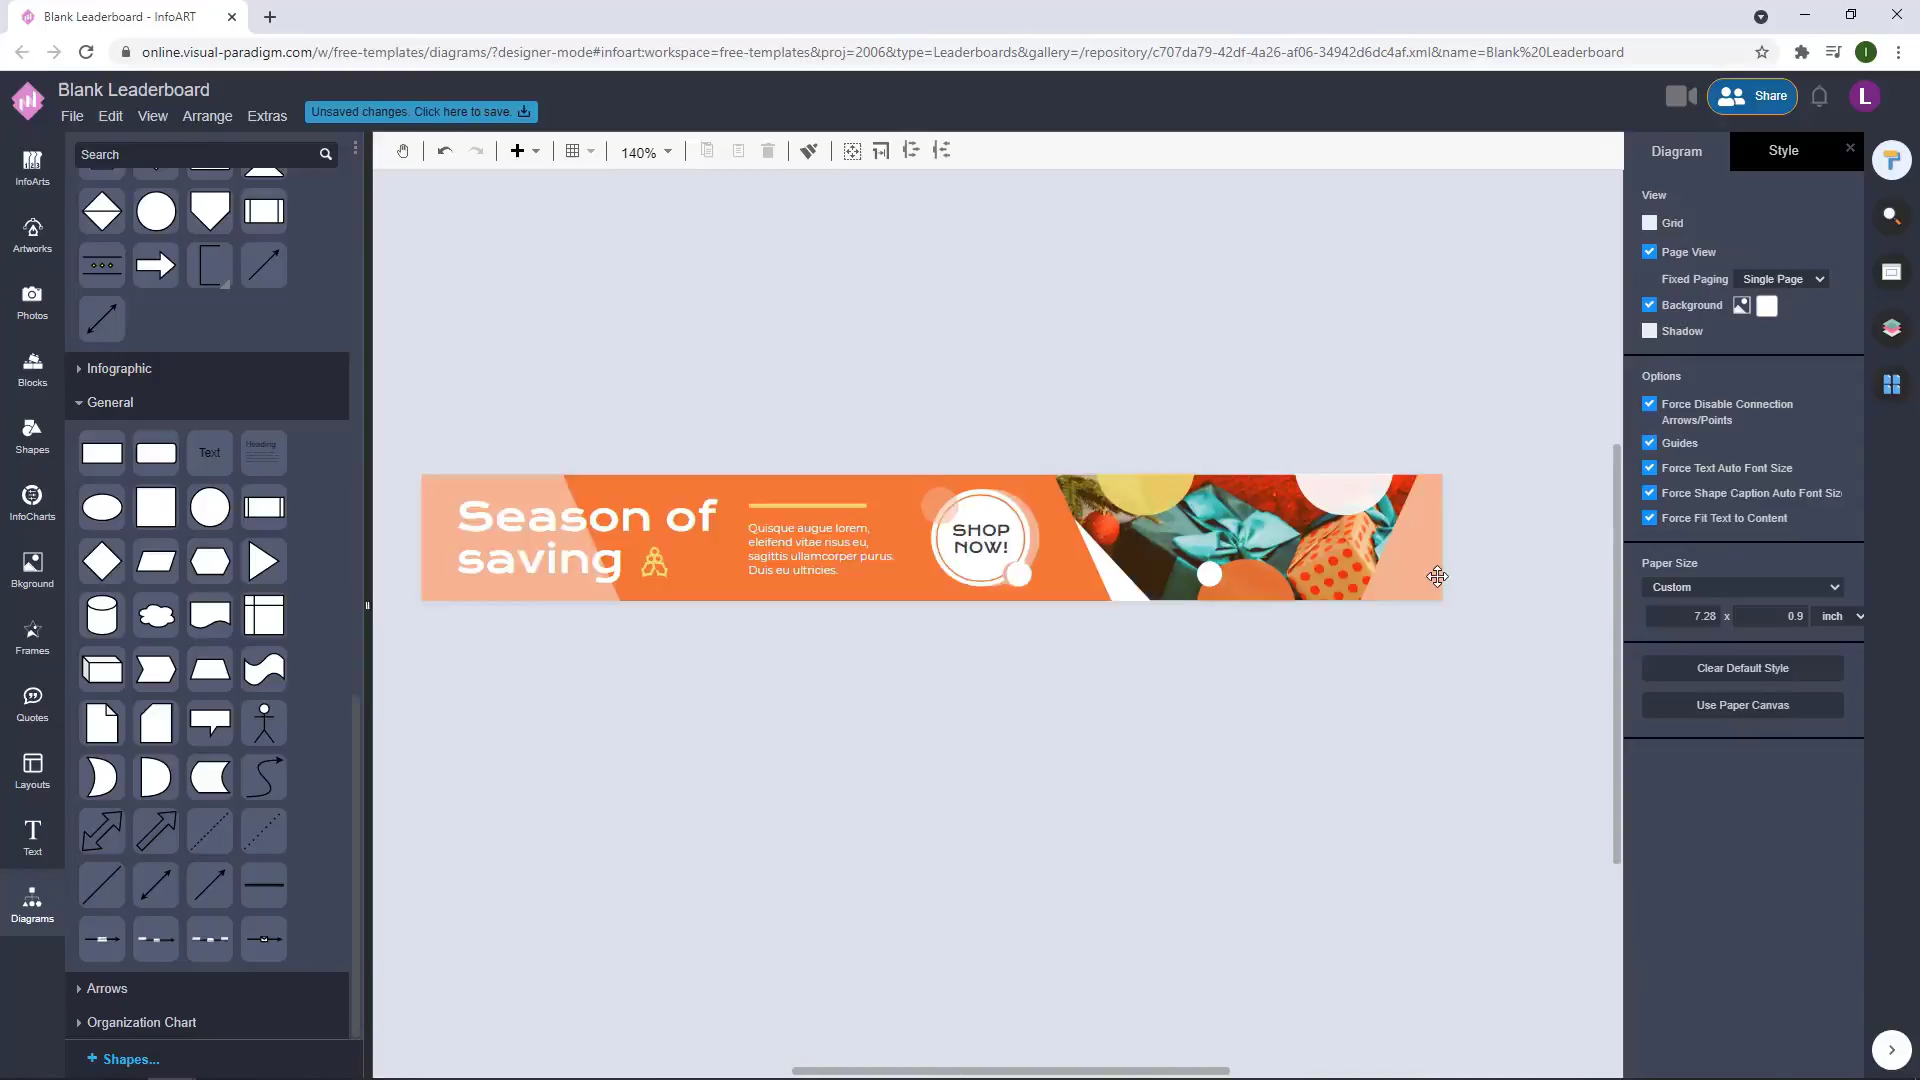 Blank Leaderboard - InfoART
online.visual-paradigm.com/w/free-templates/diagrams/?designer-mode#infoart:workspace=free-templates&proj=2006&type=Leaderboards&gallery=/repository/c707da79-42df-4a26-af06-34942d6dc4af.xml&name=Blank%20Leaderboard
I
Blank Leaderboard
File Edit View Arrange Extras
Unsaved changes. Click here to save.
Share
L
Search
140%
Diagram
Style
InfoArts
Artworks
Photos
Blocks
Shapes
InfoCharts
Bkground
Frames
Quotes
Layouts
Text
Diagrams
Infographic
General
Text
Heading
Arrows
Organization Chart
+ Shapes...
Season of
saving
Quisque augue lorem,
eleifend vitae risus eu,
sagittis ullamcorper purus.
Duis eu ultricies.
SHOP
NOW!
View
Grid
Page View
Fixed Paging Single Page
Background
Shadow
Options
Force Disable Connection
Arrows/Points
Guides
Force Text Auto Font Size
Force Shape Caption Auto Font Siz
Force Fit Text to Content
Paper Size
Custom
7.28 x 0.9 inch
Clear Default Style
Use Paper Canvas